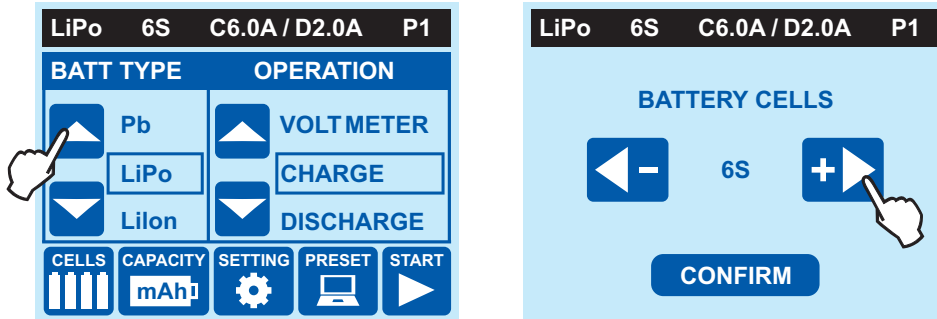 LiPo 6S C6.0A / D2.0A P1
BATT TYPE OPERATION
Pb VOLT METER
LiPo CHARGE
LiIon DISCHARGE
CELLS CAPACITY SETTING PRESET START
mAh
LiPo 6S C6.0A / D2.0A P1
BATTERY CELLS
- 6S +
CONFIRM